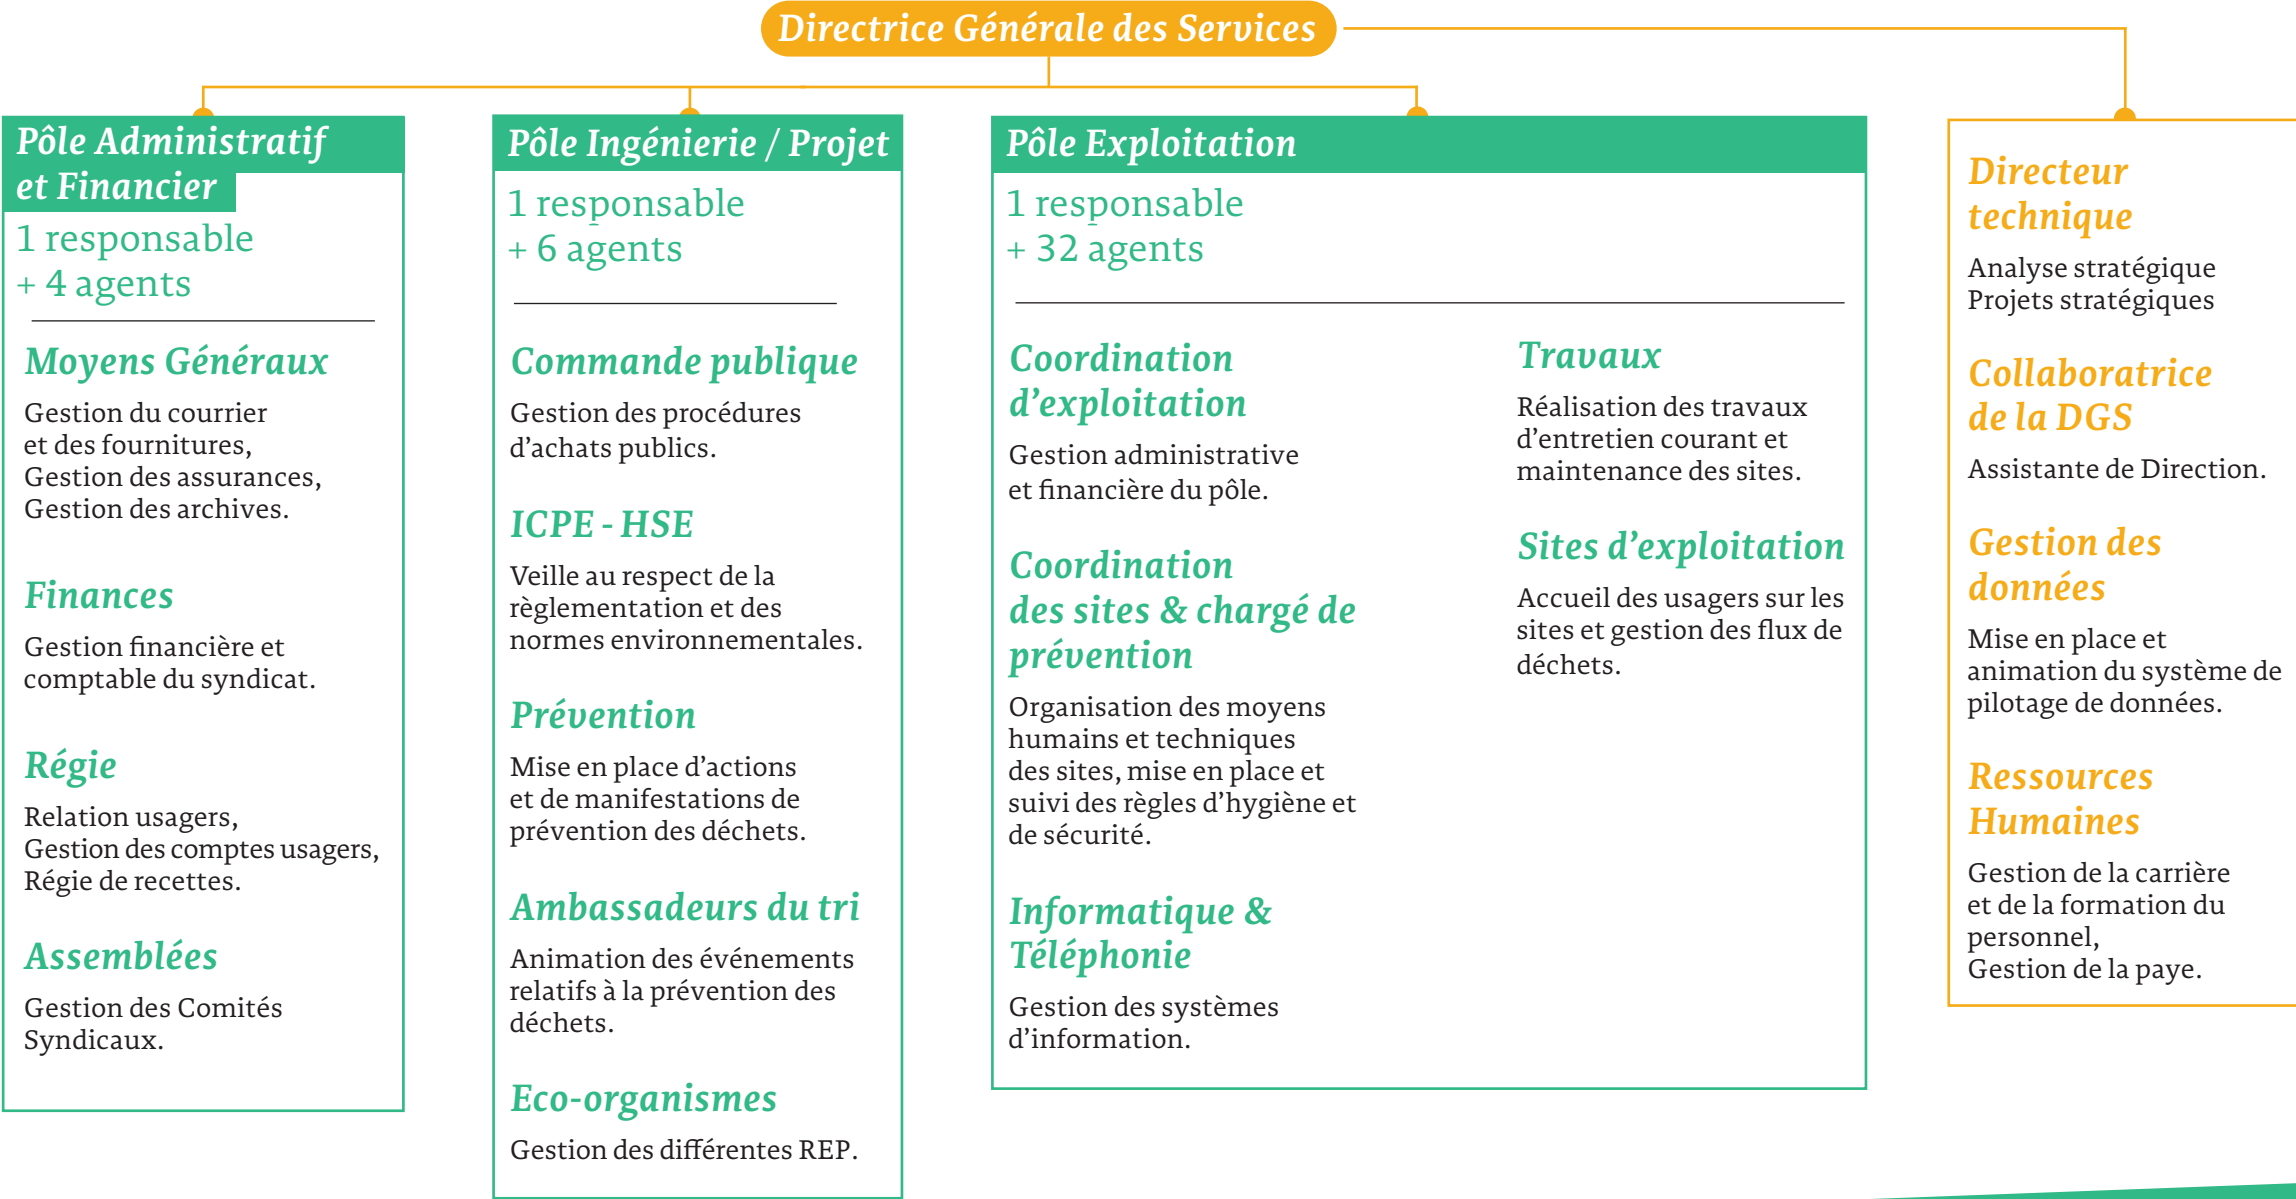 Directrice Générale des Services
Pôle Administratif
et Financier
1 responsable
+ 4 agents
Moyens Généraux
Gestion du courrier
et des fournitures,
Gestion des assurances,
Gestion des archives.
Finances
Gestion financière et
comptable du syndicat.
Régie
Relation usagers,
Gestion des comptes usagers,
Régie de recettes.
Assemblées
Gestion des Comités
Syndicaux.
Pôle Ingénierie / Projet
1 responsable
+ 6 agents
Commande publique
Gestion des procédures
d'achats publics.
ICPE - HSE
Veille au respect de la
règlementation et des
normes environnementales.
Prévention
Mise en place d'actions
et de manifestations de
prévention des déchets.
Ambassadeurs du tri
Animation des événements
relatifs à la prévention des
déchets.
Eco-organismes
Gestion des différentes REP.
Pôle Exploitation
1 responsable
+ 32 agents
Coordination
d’exploitation
Gestion administrative
et financière du pôle.
Coordination
des sites & chargé de
prévention
Organisation des moyens
humains et techniques
des sites, mise en place et
suivi des règles d’hygiène et
de sécurité.
Informatique &
Téléphonie
Gestion des systèmes
d’information.
Travaux
Réalisation des travaux
d’entretien courant et
maintenance des sites.
Sites d’exploitation
Accueil des usagers sur les
sites et gestion des flux de
déchets.
Directeur
technique
Analyse stratégique
Projets stratégiques
Collaboratrice
de la DGS
Assistante de Direction.
Gestion des
données
Mise en place et
animation du système de
pilotage de données.
Ressources
Humaines
Gestion de la carrière
et de la formation du
personnel,
Gestion de la paye.